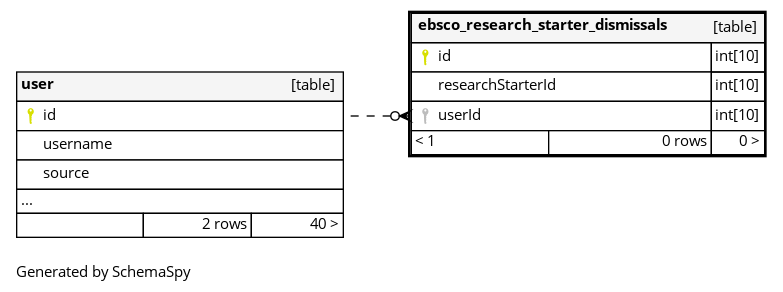 ebsco_research_starter_dismissals [table]
id int[10]
researchStarterId int[10]
userId int[10]
< 1 0 rows 0 >
user [table]
id
username
source
...
2 rows 40 >
Generated by SchemaSpy